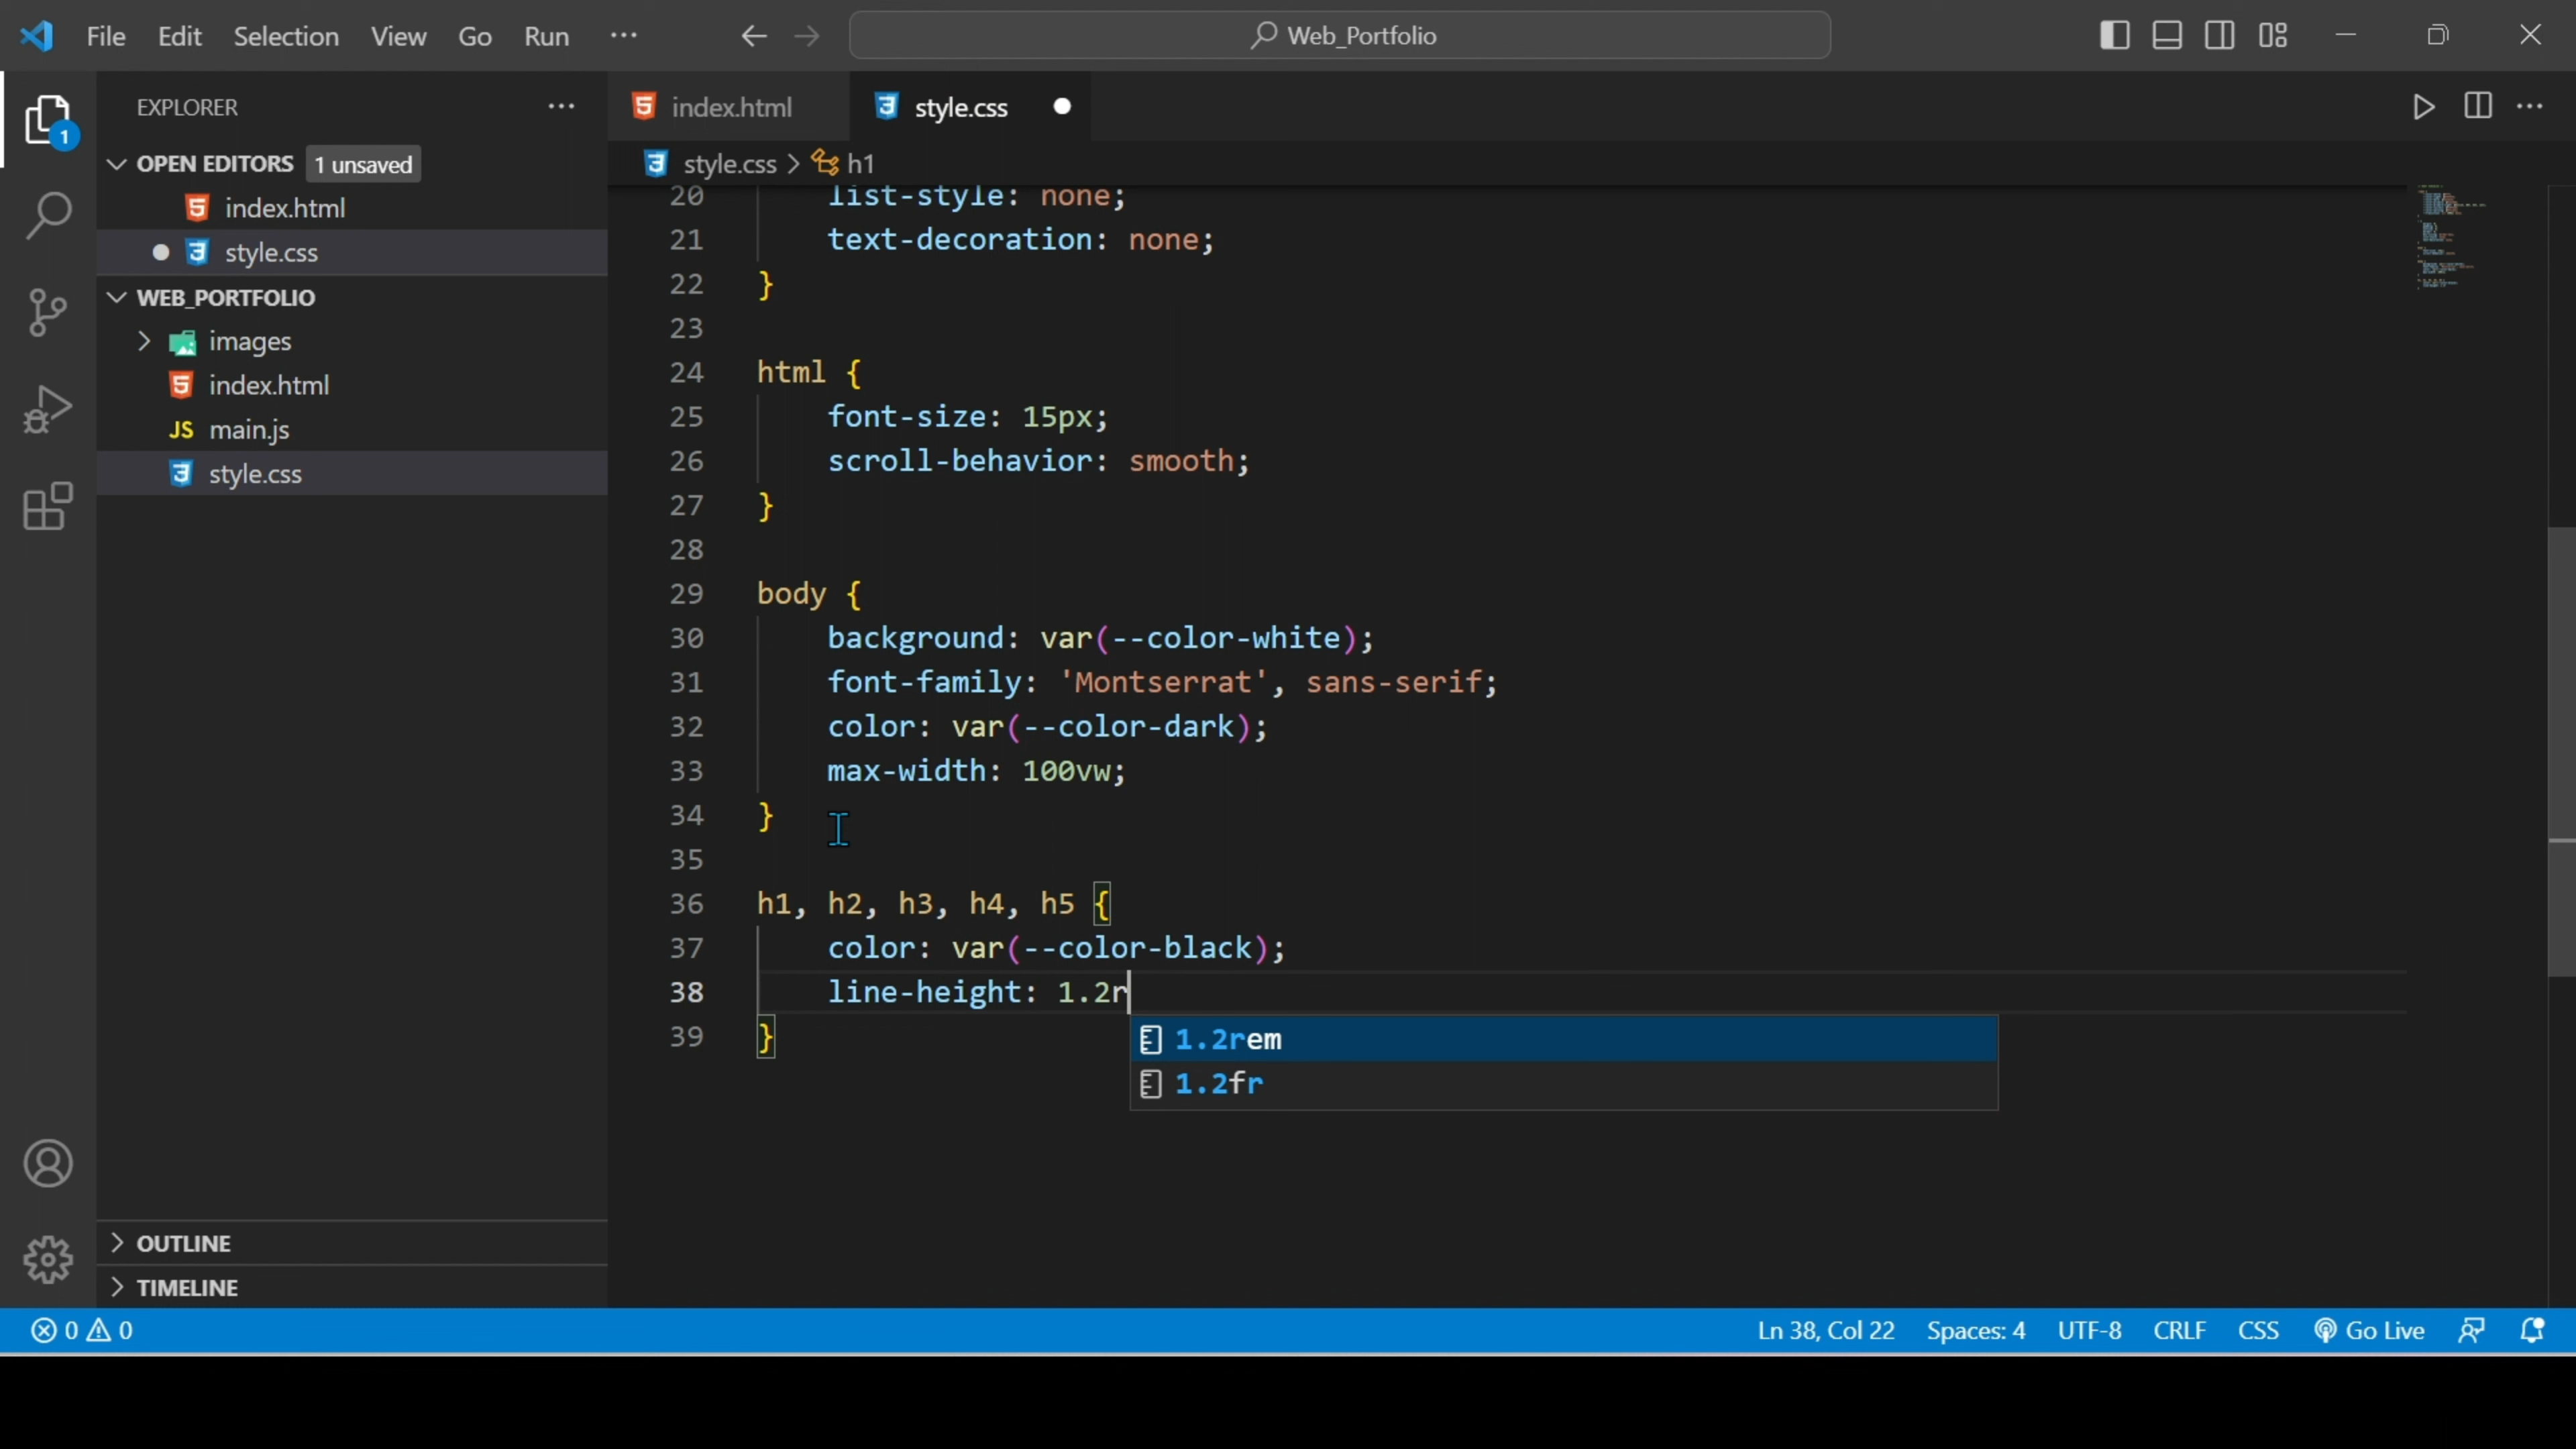 File Edit Selection View Go Run ··· Web_Portfolio
EXPLORER ···
1
OPEN EDITORS 1 unsaved
index.html
style.css
WEB_PORTFOLIO
images
index.html
JS main.js
style.css
OUTLINE
TIMELINE
index.html style.css
style.css > h1
20 list-style: none;
21 text-decoration: none;
22 }
23
24 html {
25 font-size: 15px;
26 scroll-behavior: smooth;
27 }
28
29 body {
30 background: var(--color-white);
31 font-family: 'Montserrat', sans-serif;
32 color: var(--color-dark);
33 max-width: 100vw;
34 }
35
36 h1, h2, h3, h4, h5 {
37 color: var(--color-black);
38 line-height: 1.2r
39 }
1.2rem
1.2fr
0 0 Ln 38, Col 22 Spaces: 4 UTF-8 CRLF CSS Go Live